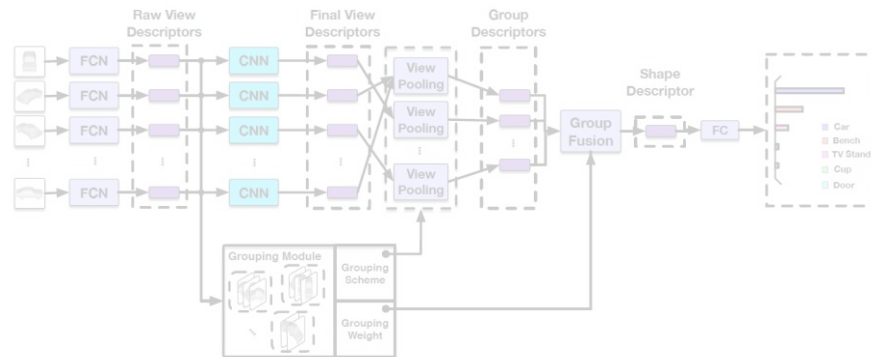 Raw View
Descriptors
Final View
Descriptors
Group
Descriptors
FCN
CNN
View
Pooling
FCN
CNN
View
Pooling
FCN
CNN
Shape
Descriptor
Group
Fusion
FC
Car
Bench
TV Stand
Cup
Door
FCN
CNN
View
Pooling
Grouping Module
Grouping
Scheme
Grouping
Weight